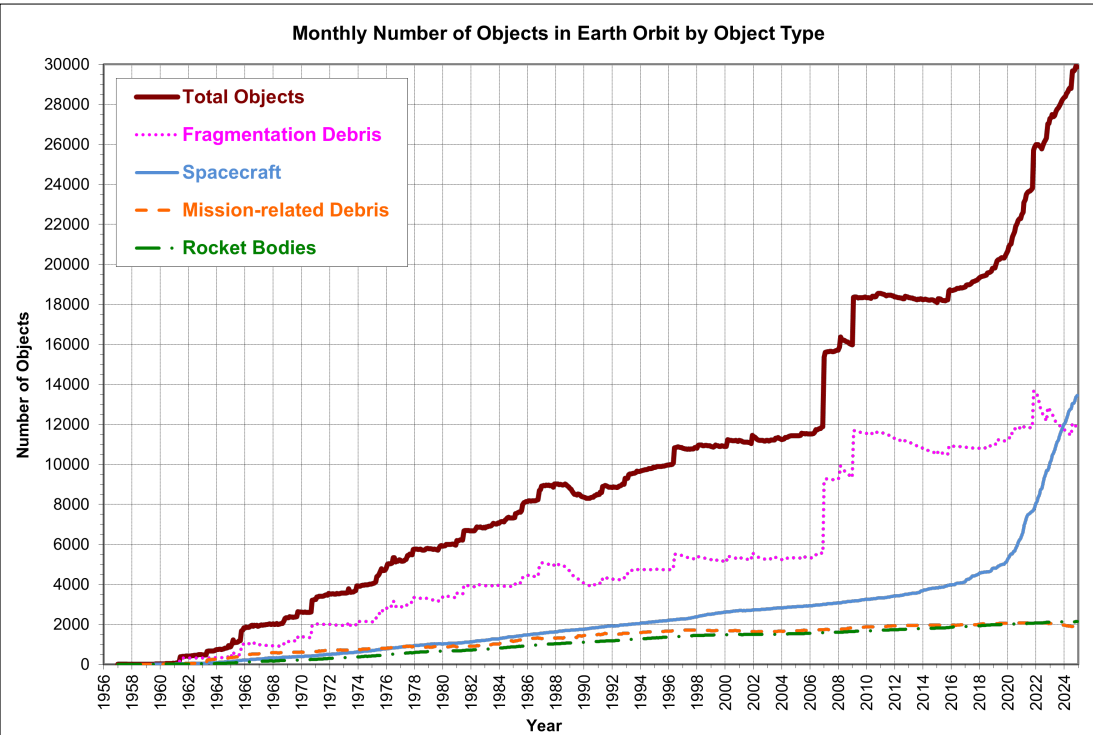 Monthly Number of Objects in Earth Orbit by Object Type
30000
28000
26000
24000
22000
20000
18000
16000
14000
12000
10000
8000
6000
4000
2000
0
Number of Objects
Total Objects
Fragmentation Debris
Spacecraft
Mission-related Debris
Rocket Bodies
1956 1958 1960 1962 1964 1966 1968 1970 1972 1974 1976 1978 1980 1982 1984 1986 1988 1990 1992 1994 1996 1998 2000 2002 2004 2006 2008 2010 2012 2014 2016 2018 2020 2022 2024
Year